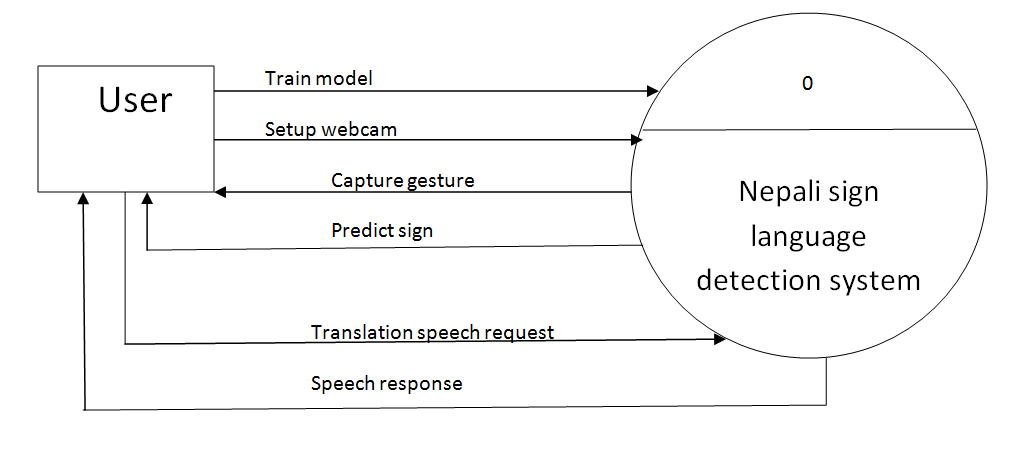 User
Train model
Setup webcam
Capture gesture
Predict sign
Translation speech request
Speech response
0
Nepali sign
language
detection system